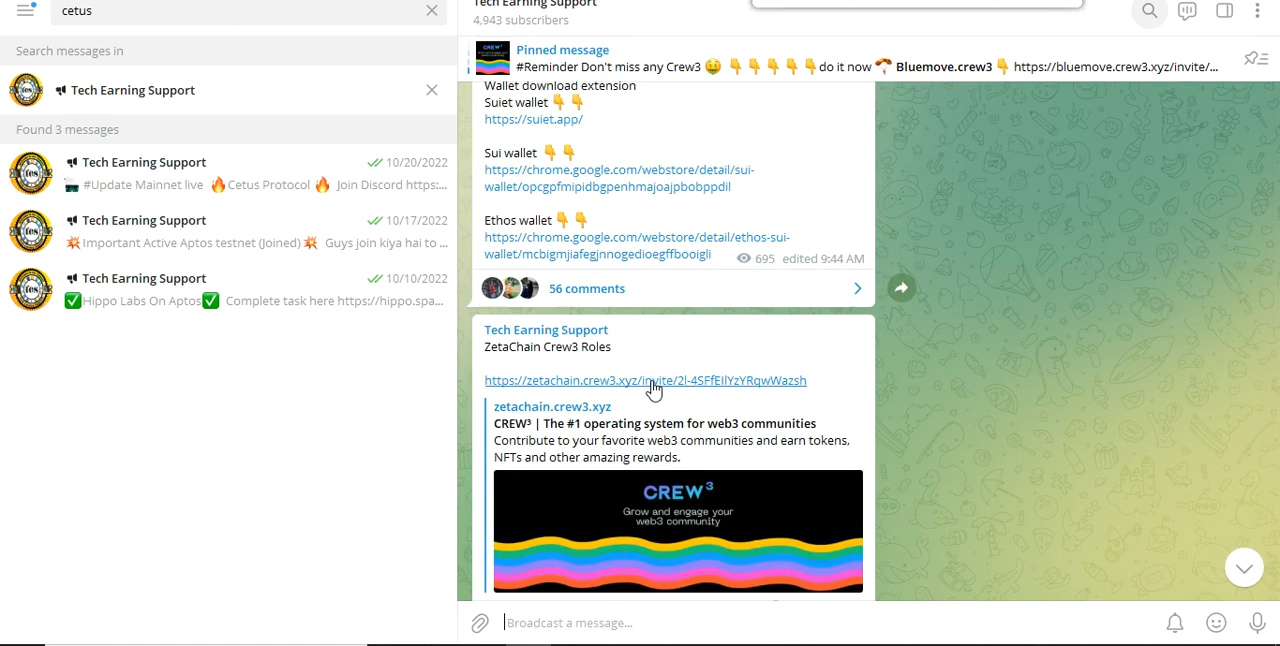 cetus
Search messages in
Tech Earning Support
Found 3 messages
Tech Earning Support 10/20/2022
#Update Mainnet live 🔥Cetus Protocol 🔥 Join Discord https:...
Tech Earning Support 10/17/2022
💥Important Active Aptos testnet (Joined)💥 Guys join kiya hai to ...
Tech Earning Support 10/10/2022
✅Hippo Labs On Aptos✅ Complete task here https://hippo.spa...
Tech Earning Support
4,943 subscribers
Pinned message
#Reminder Don't miss any Crew3 🤑 👇 👇 👇 👇 👇do it now Bluemove.crew3 👇 https://bluemove.crew3.xyz/invite/...
Wallet download extension
Suiet wallet 👇 👇
https://suiet.app/
Sui wallet 👇 👇
https://chrome.google.com/webstore/detail/sui-
wallet/opcgpfmipidbgpenhmajoajpbobppdil
Ethos wallet 👇 👇
https://chrome.google.com/webstore/detail/ethos-sui-
wallet/mcbigmjiafegjnnogedioegffbooigli 695 edited 9:44 AM
56 comments
Tech Earning Support
ZetaChain Crew3 Roles
https://zetachain.crew3.xyz/invite/2l-4SFfEIlYzYRqwWazsh
zetachain.crew3.xyz
CREW³ | The #1 operating system for web3 communities
Contribute to your favorite web3 communities and earn tokens,
NFTs and other amazing rewards.
CREW³
Grow and engage your
web3 community
Broadcast a message...